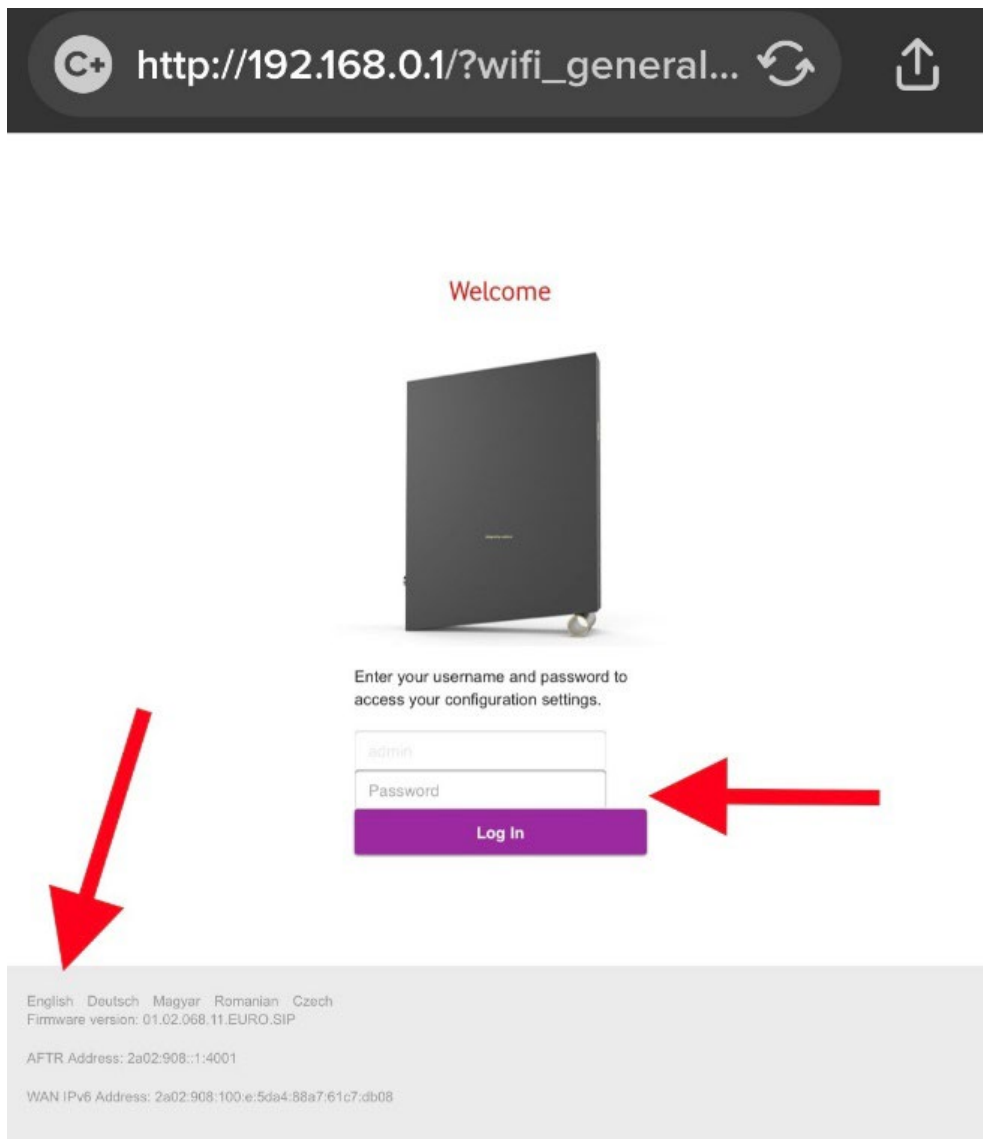 C+ http://192.168.0.1/?wifi_general...
Welcome
Enter your username and password to
access your configuration settings.
admin
Password
Log In
English Deutsch Magyar Romanian Czech
Firmware version: 01.02.068.11.EURO.SIP
AFTR Address: 2a02:908::1:4001
WAN IPv6 Address: 2a02:908:100:e:5da4:88a7:61c7:db08